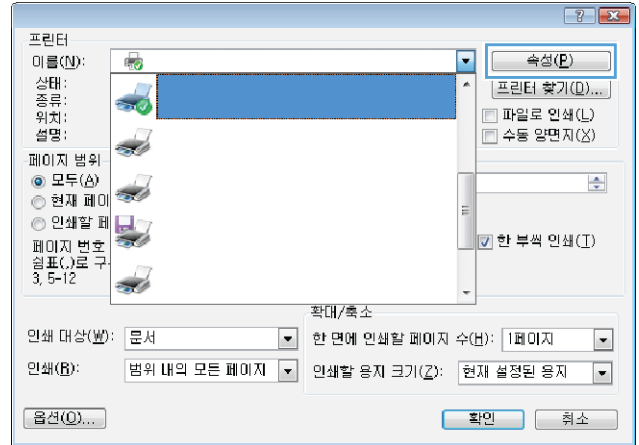 프린터
이름(N):
속성(P)
상태:
종류:
위치:
설명:
프린터 찾기(D)...
파일로 인쇄(L)
수동 양면지(X)
페이지 범위
모두(A)
현재 페이
인쇄할 페
페이지 번호
쉼표(,)로 구
3, 5-12
한 부씩 인쇄(T)
인쇄 대상(W): 문서
인쇄(R): 범위 내의 모든 페이지
확대/축소
한 면에 인쇄할 페이지 수(H): 1페이지
인쇄할 용지 크기(Z): 현재 설정된 용지
옵션(O)...
확인
취소